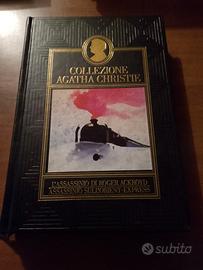 COLLEZIONE
AGATHA CHRISTIE
L'ASSASSINIO DI ROGER ACKROYD
ASSASSINIO SULL'ORIENT-EXPRESS
subito